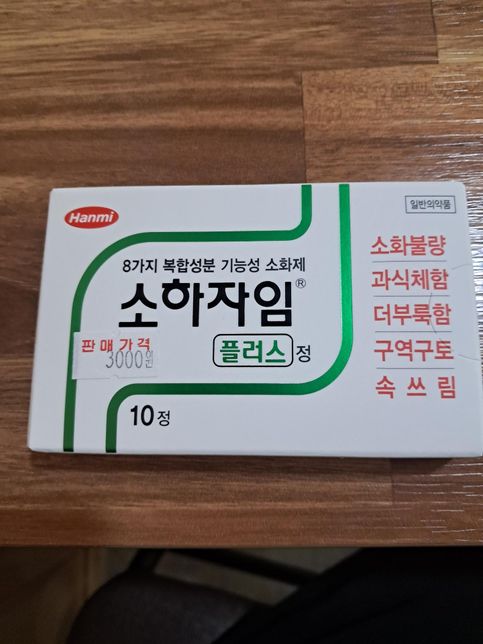 Hanmi
일반의약품
8가지 복합성분 기능성 소화제
소하자임®
플러스 정
판매가격
3000원
10정
소화불량
과식체함
더부룩함
구역구토
속쓰림